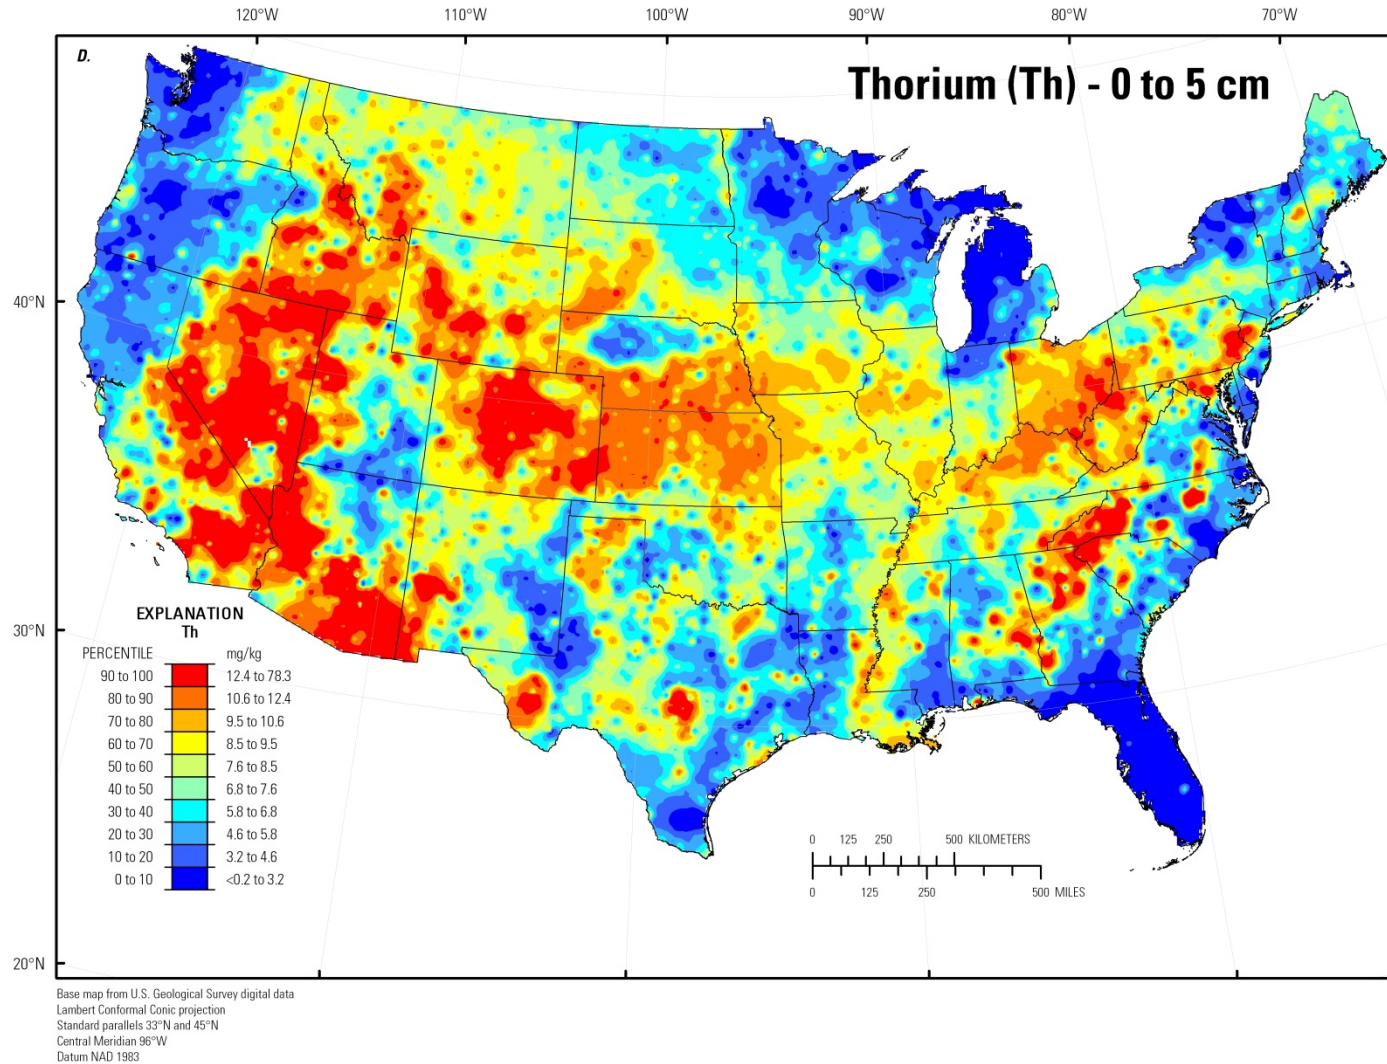 120°W 110°W 100°W 90°W 80°W 70°W
D.
Thorium (Th) - 0 to 5 cm
40°N
30°N
20°N
EXPLANATION
Th
PERCENTILE mg/kg
90 to 100 12.4 to 78.3
80 to 90 10.6 to 12.4
70 to 80 9.5 to 10.6
60 to 70 8.5 to 9.5
50 to 60 7.6 to 8.5
40 to 50 6.8 to 7.6
30 to 40 5.8 to 6.8
20 to 30 4.6 to 5.8
10 to 20 3.2 to 4.6
0 to 10 <0.2 to 3.2
0 125 250 500 KILOMETERS
0 125 250 500 MILES
Base map from U.S. Geological Survey digital data
Lambert Conformal Conic projection
Standard parallels 33°N and 45°N
Central Meridian 96°W
Datum NAD 1983